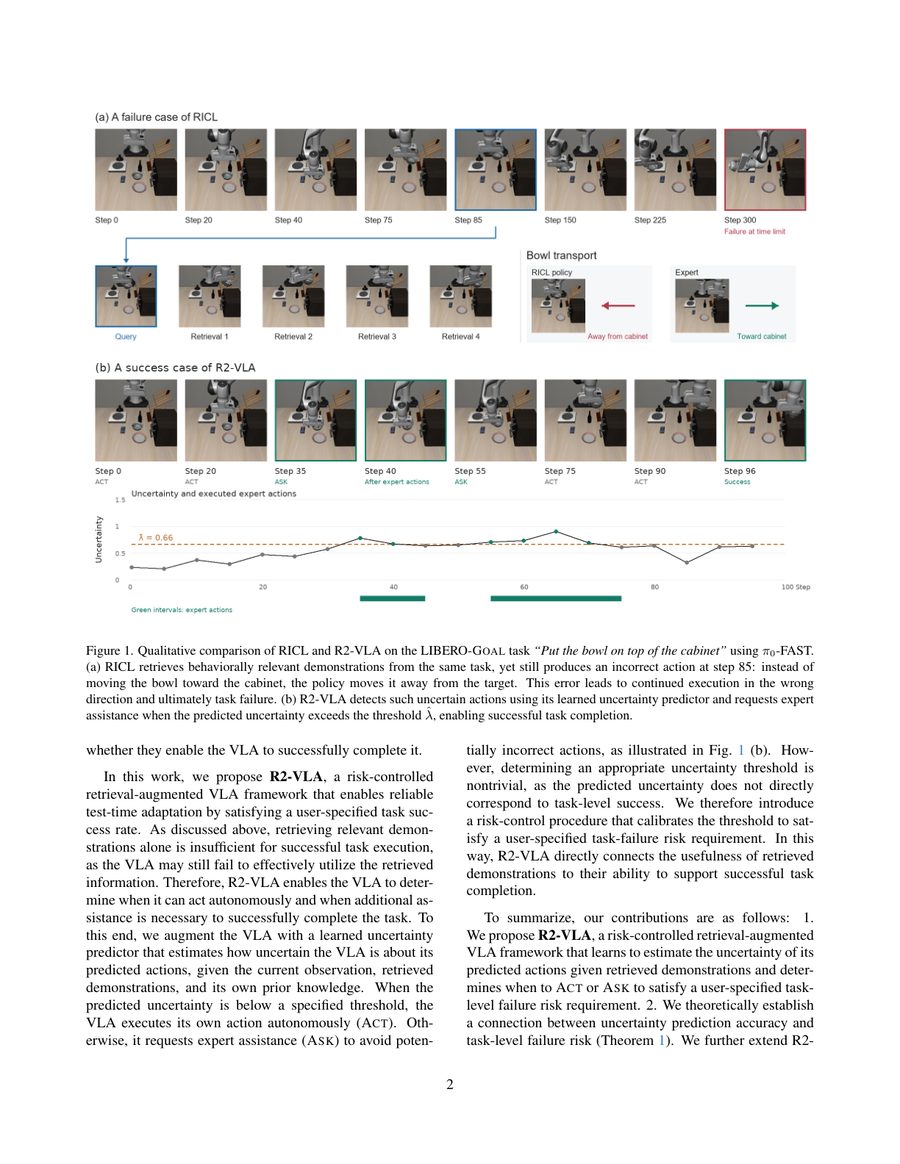 (a) A failure case of RICL
Step 0
Step 20
Step 40
Step 75
Step 85
Step 150
Step 225
Step 300
Failure at time limit
Query
Retrieval 1
Retrieval 2
Retrieval 3
Retrieval 4
Bowl transport
RICL policy
Away from cabinet
Expert
Toward cabinet
(b) A success case of R2-VLA
Step 0
ACT
Step 20
ACT
Step 35
ASK
Step 40
After expert actions
Step 55
ASK
Step 75
ACT
Step 90
ACT
Step 96
Success
Uncertainty and executed expert actions
Uncertainty
1.5
1
0.5
0
λ̂ = 0.66
0
20
40
60
80
100 Step
Green intervals: expert actions
Figure 1. Qualitative comparison of RICL and R2-VLA on the LIBERO-GOAL task “Put the bowl on top of the cabinet” using π0-FAST.
(a) RICL retrieves behaviorally relevant demonstrations from the same task, yet still produces an incorrect action at step 85: instead of
moving the bowl toward the cabinet, the policy moves it away from the target. This error leads to continued execution in the wrong
direction and ultimately task failure. (b) R2-VLA detects such uncertain actions using its learned uncertainty predictor and requests expert
assistance when the predicted uncertainty exceeds the threshold λ̂, enabling successful task completion.
whether they enable the VLA to successfully complete it.
In this work, we propose R2-VLA, a risk-controlled
retrieval-augmented VLA framework that enables reliable
test-time adaptation by satisfying a user-specified task suc-
cess rate. As discussed above, retrieving relevant demon-
strations alone is insufficient for successful task execution,
as the VLA may still fail to effectively utilize the retrieved
information. Therefore, R2-VLA enables the VLA to deter-
mine when it can act autonomously and when additional as-
sistance is necessary to successfully complete the task. To
this end, we augment the VLA with a learned uncertainty
predictor that estimates how uncertain the VLA is about its
predicted actions, given the current observation, retrieved
demonstrations, and its own prior knowledge. When the
predicted uncertainty is below a specified threshold, the
VLA executes its own action autonomously (ACT). Oth-
erwise, it requests expert assistance (ASK) to avoid poten-
tially incorrect actions, as illustrated in Fig. 1 (b). How-
ever, determining an appropriate uncertainty threshold is
nontrivial, as the predicted uncertainty does not directly
correspond to task-level success. We therefore introduce
a risk-control procedure that calibrates the threshold to sat-
isfy a user-specified task-failure risk requirement. In this
way, R2-VLA directly connects the usefulness of retrieved
demonstrations to their ability to support successful task
completion.
To summarize, our contributions are as follows: 1.
We propose R2-VLA, a risk-controlled retrieval-augmented
VLA framework that learns to estimate the uncertainty of its
predicted actions given retrieved demonstrations and deter-
mines when to ACT or ASK to satisfy a user-specified task-
level failure risk requirement. 2. We theoretically establish
a connection between uncertainty prediction accuracy and
task-level failure risk (Theorem 1). We further extend R2-
2